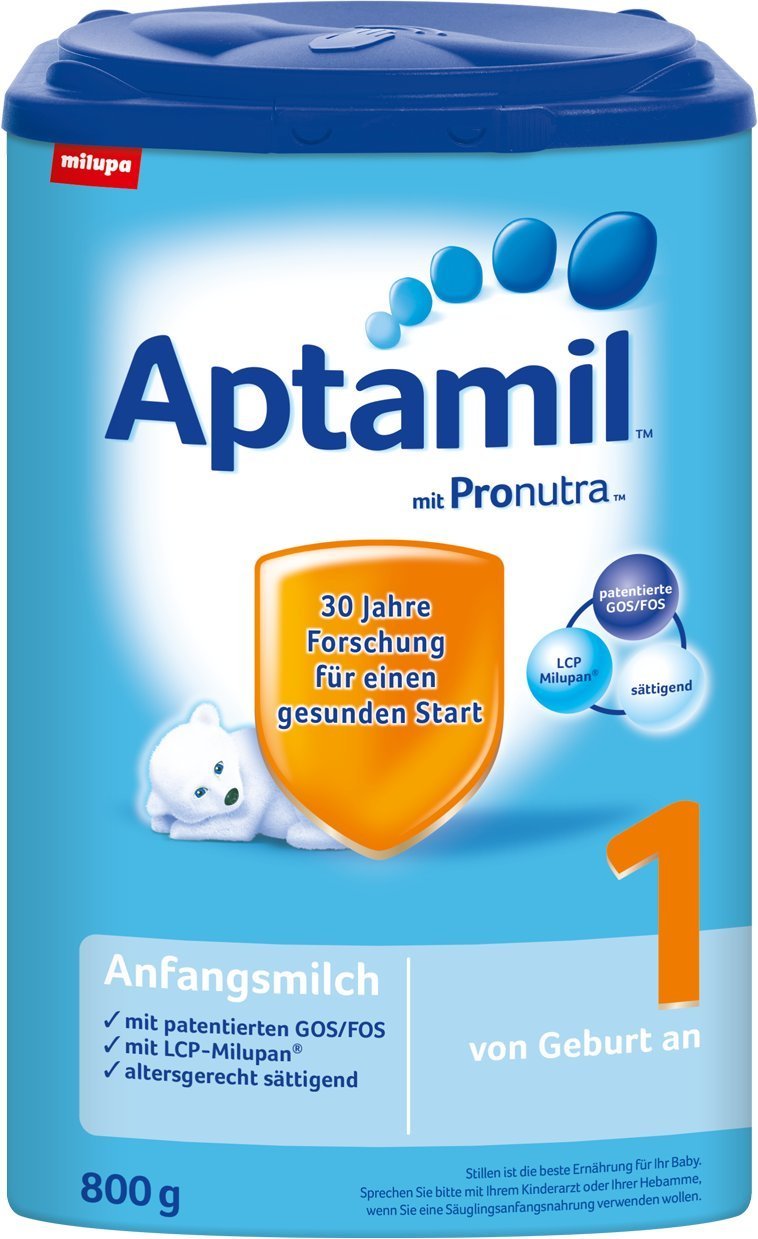 milupa
Aptamil™
mit Pronutra™
30 Jahre
Forschung
für einen
gesunden Start
patentierte
GOS/FOS
LCP
Milupan®
sättigend
1
Anfangsmilch
✓ mit patentierten GOS/FOS
✓ mit LCP-Milupan®
✓ altersgerecht sättigend
von Geburt an
800 g
Stillen ist die beste Ernährung für Ihr Baby.
Sprechen Sie bitte mit Ihrem Kinderarzt oder Ihrer Hebamme,
wenn Sie eine Säuglingsanfangsnahrung verwenden wollen.